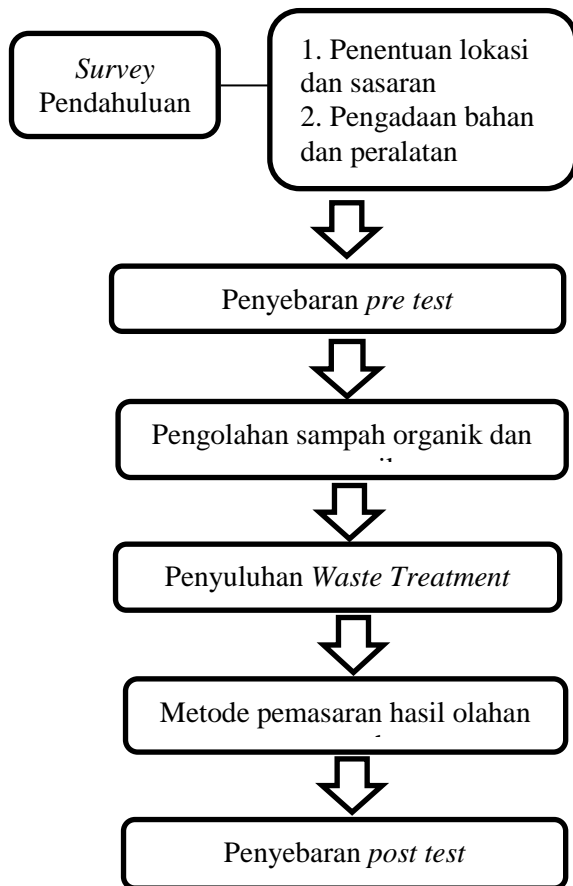 Survey
Pendahuluan
1. Penentuan lokasi
dan sasaran
2. Pengadaan bahan
dan peralatan
Penyebaran pre test
Pengolahan sampah organik dan
Penyuluhan Waste Treatment
Metode pemasaran hasil olahan
Penyebaran post test